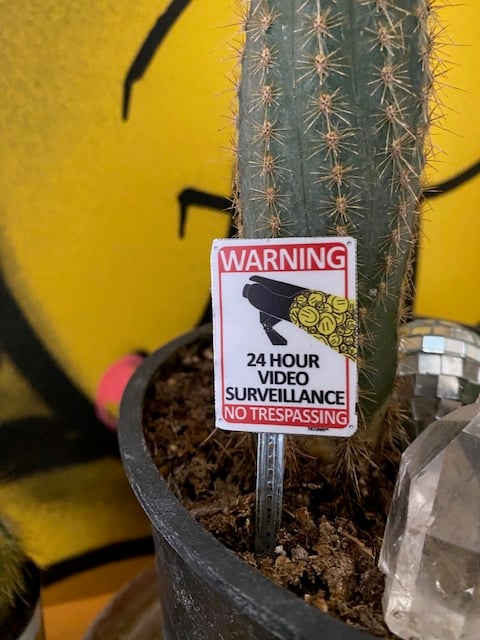 WARNING
24 HOUR
VIDEO
SURVEILLANCE
NO TRESPASSING